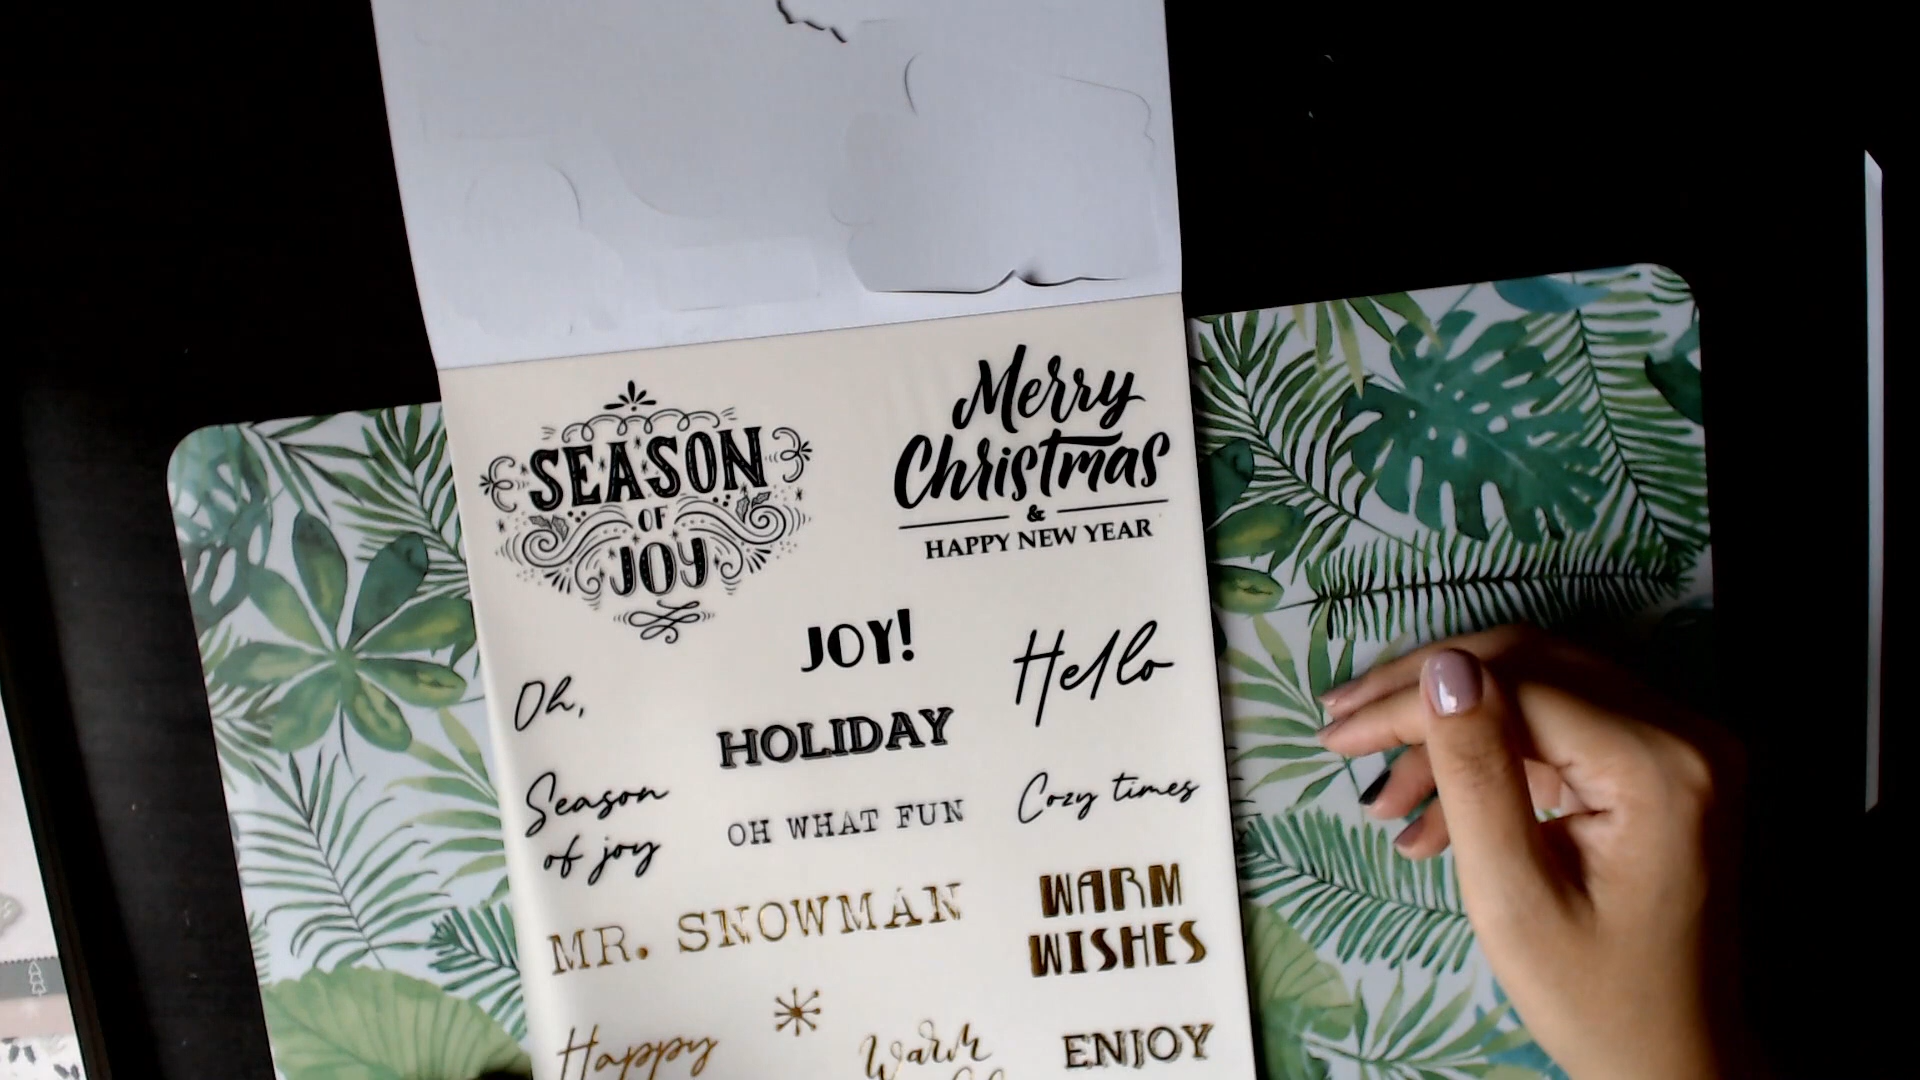 SEASON
OF
JOY
Merry
Christmas
&
HAPPY NEW YEAR
JOY!
Hello
Oh,
HOLIDAY
Season
of joy
OH WHAT FUN
Cozy times
MR. SNOWMAN
WARM
WISHES
Happy
Warm
ENJOY